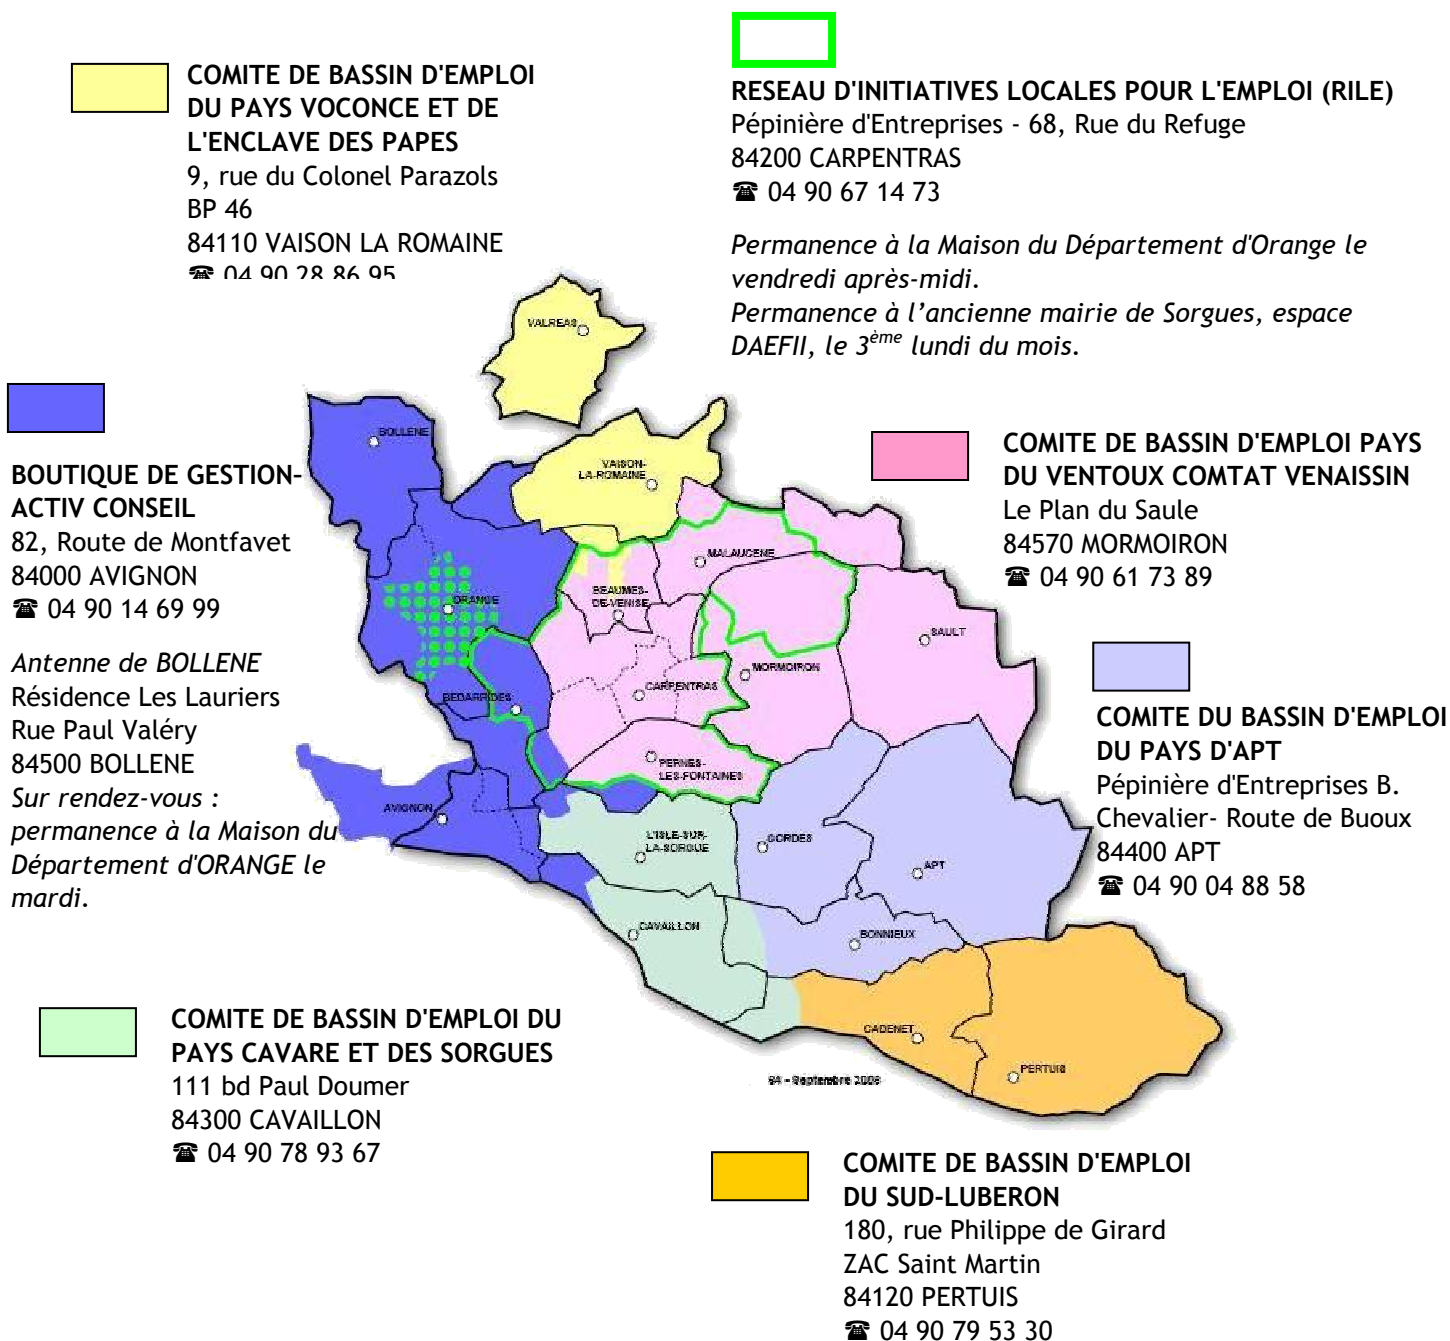 COMITE DE BASSIN D'EMPLOI
DU PAYS VOCONCE ET DE
L'ENCLAVE DES PAPES
9, rue du Colonel Parazols
BP 46
84110 VAISON LA ROMAINE
☎ 04 90 28 86 95
RESEAU D'INITIATIVES LOCALES POUR L'EMPLOI (RILE)
Pépinière d'Entreprises - 68, Rue du Refuge
84200 CARPENTRAS
☎ 04 90 67 14 73
Permanence à la Maison du Département d'Orange le
vendredi après-midi.
Permanence à l’ancienne mairie de Sorgues, espace
DAEFII, le 3ème lundi du mois.
BOUTIQUE DE GESTION-
ACTIV CONSEIL
82, Route de Montfavet
84000 AVIGNON
☎ 04 90 14 69 99
Antenne de BOLLENE
Résidence Les Lauriers
Rue Paul Valéry
84500 BOLLENE
Sur rendez-vous :
permanence à la Maison du
Département d'ORANGE le
mardi.
VALREAS
BOLLENE
VAISON-
LA-ROMAINE
MALAUCENE
BEAUMES-
DE-VENISE
ORANGE
SAULT
MORMOIRON
CARPENTRAS
BEDARRIDES
PERNES-
LES-FONTAINES
AVIGNON
L'ISLE-SUR-
LA-SORGUE
GORDES
APT
CAVAILLON
BONNIEUX
CADENET
PERTUIS
84 - Septembre 2008
COMITE DE BASSIN D'EMPLOI PAYS
DU VENTOUX COMTAT VENAISSIN
Le Plan du Saule
84570 MORMOIRON
☎ 04 90 61 73 89
COMITE DU BASSIN D'EMPLOI
DU PAYS D'APT
Pépinière d'Entreprises B.
Chevalier- Route de Buoux
84400 APT
☎ 04 90 04 88 58
COMITE DE BASSIN D'EMPLOI DU
PAYS CAVARE ET DES SORGUES
111 bd Paul Doumer
84300 CAVAILLON
☎ 04 90 78 93 67
COMITE DE BASSIN D'EMPLOI
DU SUD-LUBERON
180, rue Philippe de Girard
ZAC Saint Martin
84120 PERTUIS
☎ 04 90 79 53 30